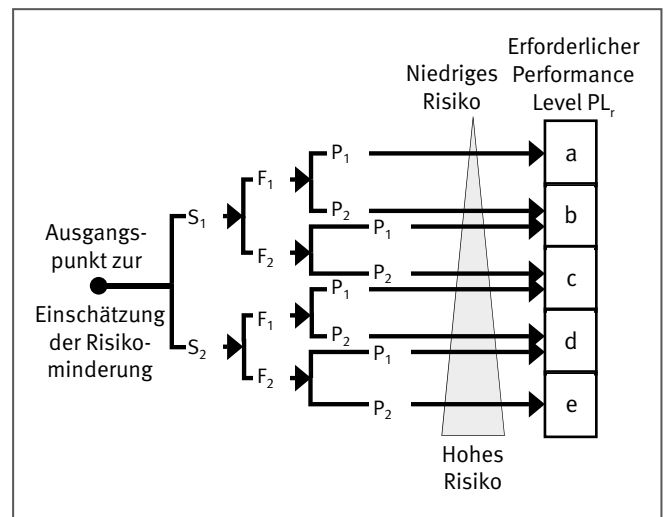 Erforderlicher
Performance
Level PLr
Niedriges
Risiko
P1
a
F1
P2
b
S1
P1
F2
P2
c
Ausgangs-
punkt zur
Einschätzung
der Risiko-
minderung
P1
F1
P2
d
S2
P1
F2
P2
e
Hohes
Risiko